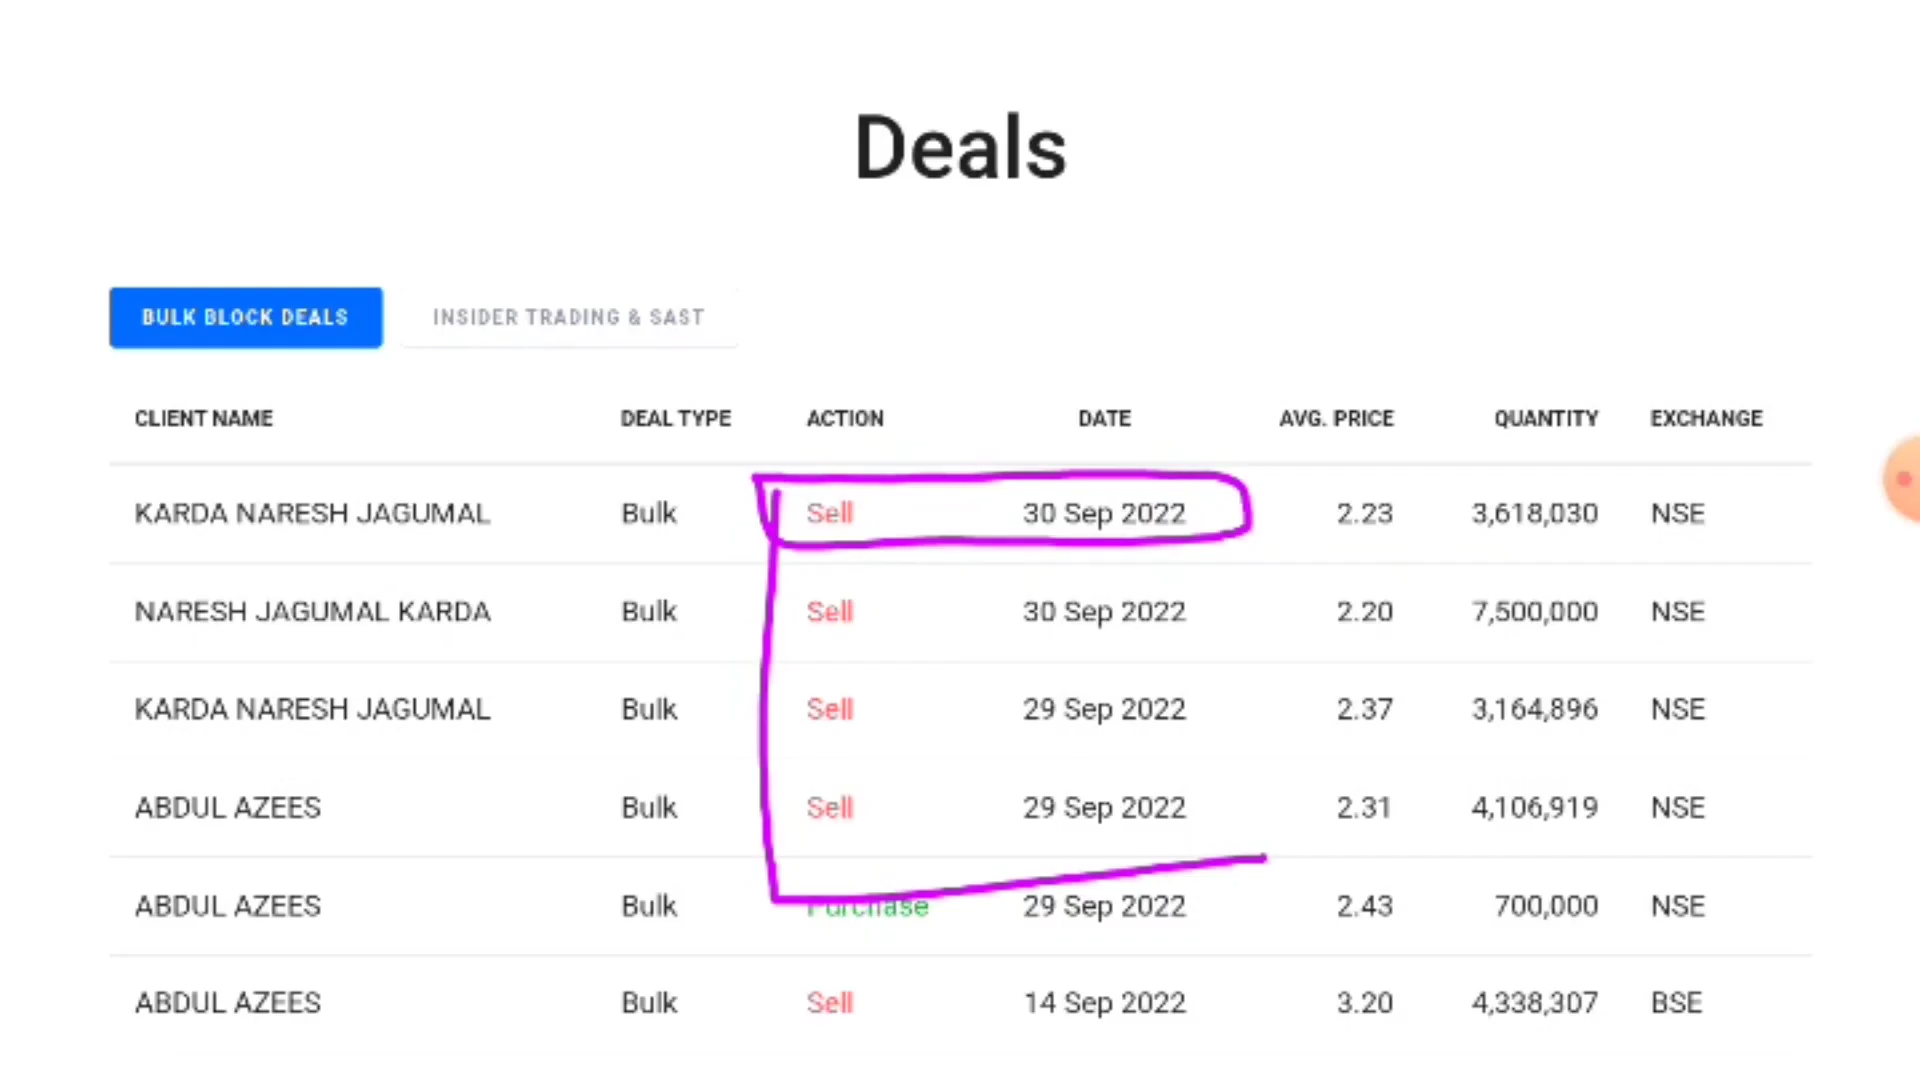 Deals
BULK BLOCK DEALS INSIDER TRADING & SAST
CLIENT NAME DEAL TYPE ACTION DATE AVG. PRICE QUANTITY EXCHANGE
KARDA NARESH JAGUMAL Bulk Sell 30 Sep 2022 2.23 3,618,030 NSE
NARESH JAGUMAL KARDA Bulk Sell 30 Sep 2022 2.20 7,500,000 NSE
KARDA NARESH JAGUMAL Bulk Sell 29 Sep 2022 2.37 3,164,896 NSE
ABDUL AZEES Bulk Sell 29 Sep 2022 2.31 4,106,919 NSE
ABDUL AZEES Bulk Purchase 29 Sep 2022 2.43 700,000 NSE
ABDUL AZEES Bulk Sell 14 Sep 2022 3.20 4,338,307 BSE